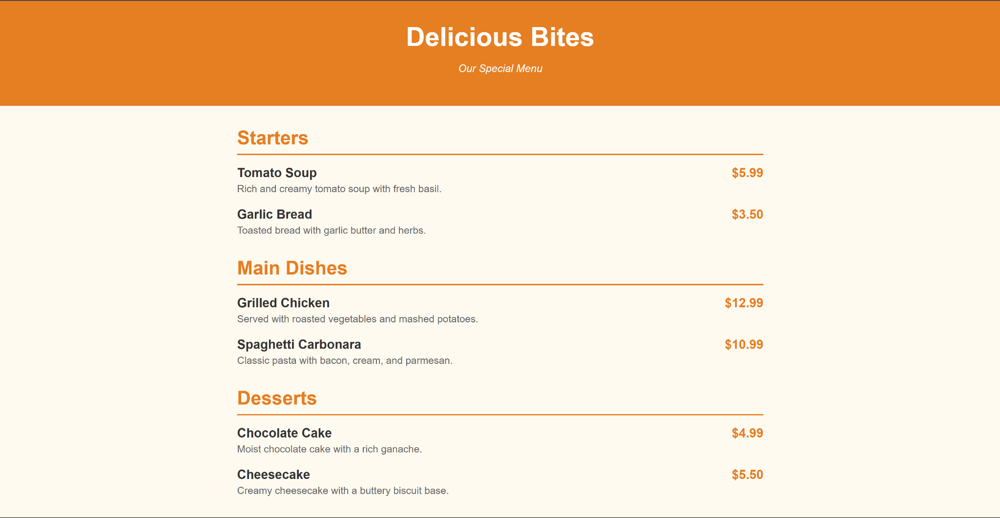 Delicious Bites
Our Special Menu
Starters
Tomato Soup $5.99
Rich and creamy tomato soup with fresh basil.
Garlic Bread $3.50
Toasted bread with garlic butter and herbs.
Main Dishes
Grilled Chicken $12.99
Served with roasted vegetables and mashed potatoes.
Spaghetti Carbonara $10.99
Classic pasta with bacon, cream, and parmesan.
Desserts
Chocolate Cake $4.99
Moist chocolate cake with a rich ganache.
Cheesecake $5.50
Creamy cheesecake with a buttery biscuit base.